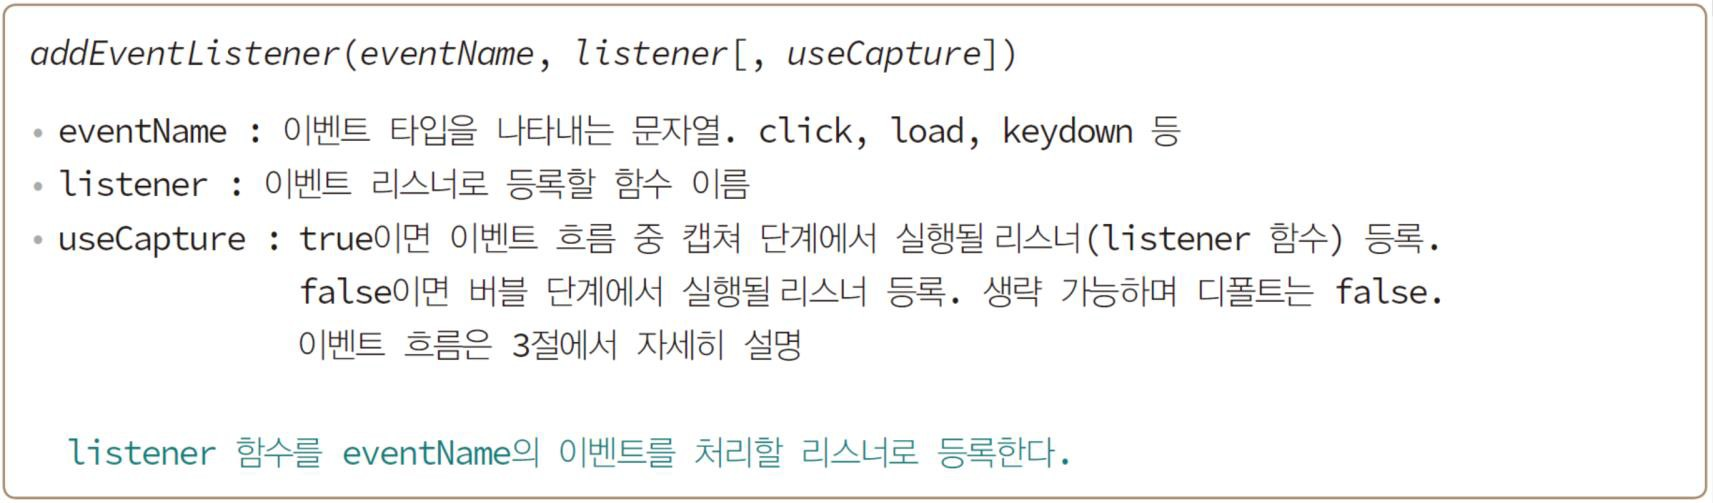 addEventListener(eventName, listener[, useCapture])
• eventName : 이벤트 타입을 나타내는 문자열. click, load, keydown 등
• listener : 이벤트 리스너로 등록할 함수 이름
• useCapture : true이면 이벤트 흐름 중 캡쳐 단계에서 실행될 리스너(listener 함수) 등록.
false이면 버블 단계에서 실행될 리스너 등록. 생략 가능하며 디폴트는 false.
이벤트 흐름은 3절에서 자세히 설명
listener 함수를 eventName의 이벤트를 처리할 리스너로 등록한다.